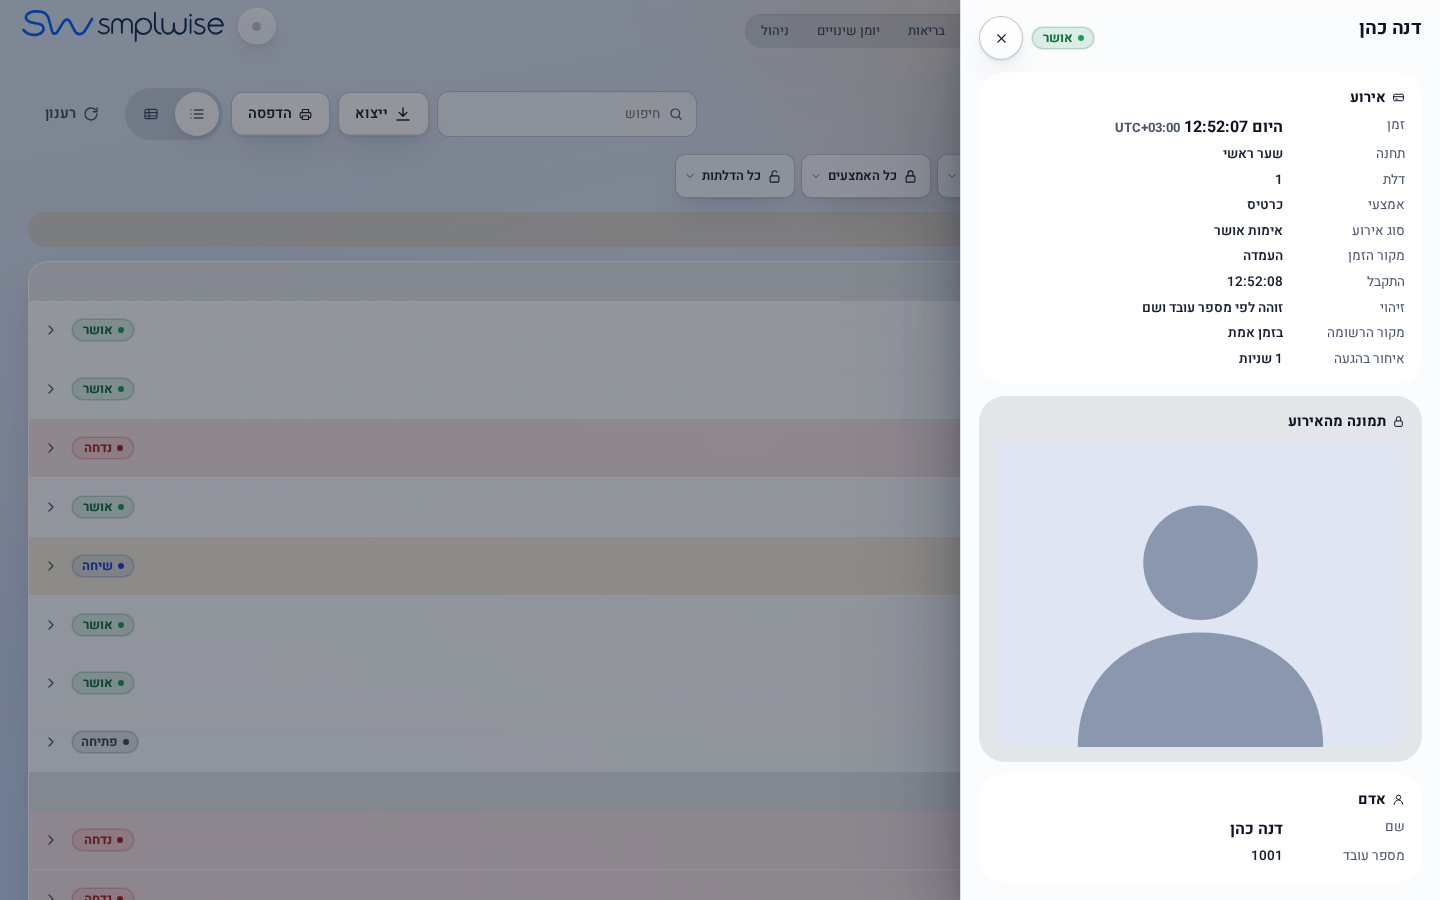 דנה כהן
אושר
אירוע
זמן היום 12:52:07 UTC+03:00
תחנה שער ראשי
דלת 1
אמצעי כרטיס
סוג אירוע אימות אושר
מקור הזמן העמדה
התקבל 12:52:08
זיהוי זוהה לפי מספר עובד ושם
מקור הרשומה בזמן אמת
איחור בהגעה 1 שניות
תמונה מהאירוע
אדם
שם דנה כהן
מספר עובד 1001
בריאות יומן שינויים ניהול
smplwise
חיפוש ייצוא הדפסה רענון
כל האמצעים כל הדלתות
אושר
אושר
נדחה
אושר
שיחה
אושר
אושר
פתיחה
נדחה
נדחה